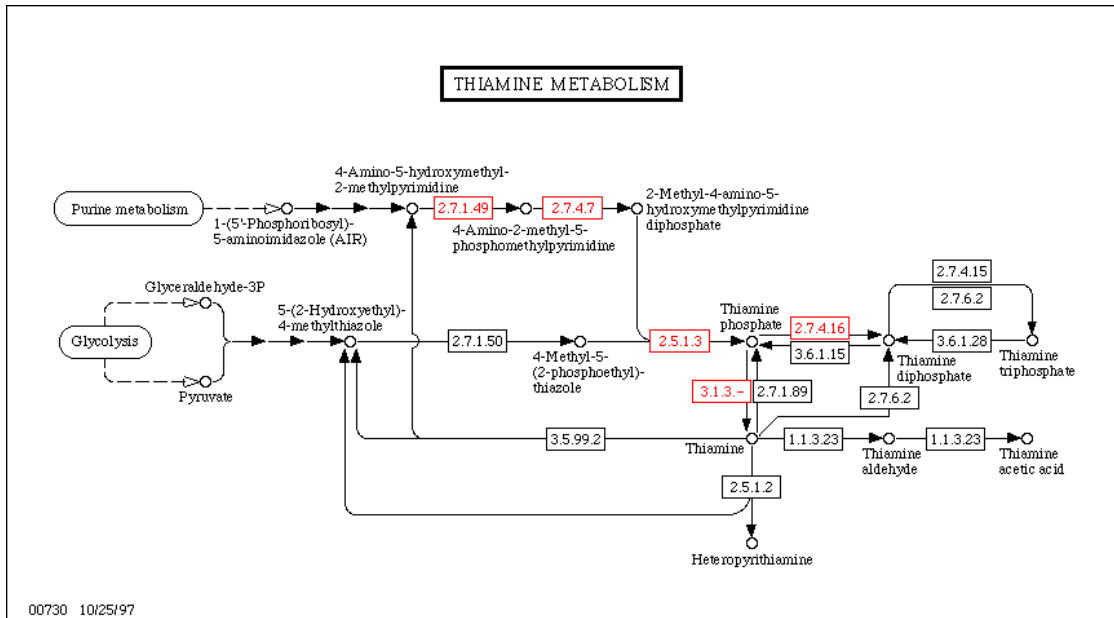 THIAMINE METABOLISM
4-Amino-5-hydroxymethyl-
2-methylpyrimidine
Purine metabolism
2.7.1.49
2.7.4.7
2-Methyl-4-amino-5-
hydroxymethylpyrimidine
diphosphate
1-(5'-Phosphoribosyl)-
5-aminoimidazole (AIR)
4-Amino-2-methyl-5-
phosphomethylpyrimidine
2.7.4.15
2.7.6.2
Glyceraldehyde-3P
5-(2-Hydroxyethyl)-
4-methylthiazole
Thiamine
phosphate
2.7.4.16
Glycolysis
2.7.1.50
2.5.1.3
3.6.1.15
3.6.1.28
4-Methyl-5-
(2-phosphoethyl)-
thiazole
Thiamine
diphosphate
Thiamine
triphosphate
Pyruvate
3.1.3.-
2.7.1.89
2.7.6.2
3.5.99.2
Thiamine
1.1.3.23
1.1.3.23
Thiamine
aldehyde
Thiamine
acetic acid
2.5.1.2
Heteropyrithiamine
00730 10/25/97